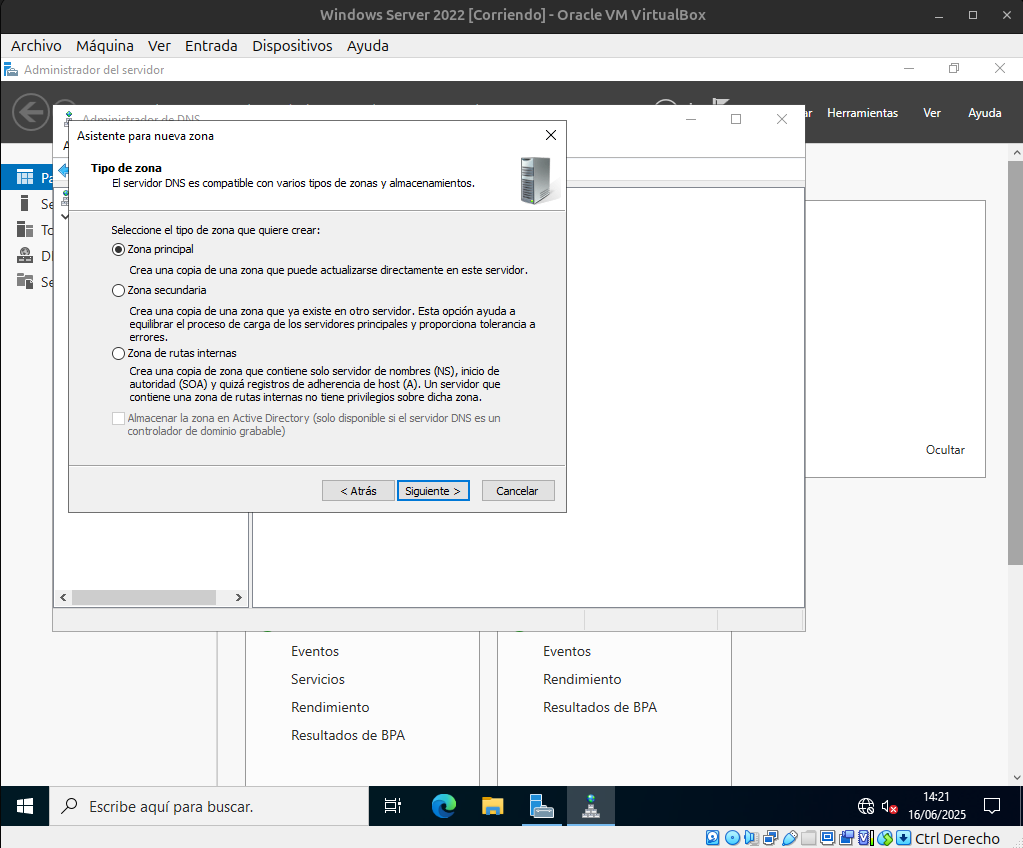 Windows Server 2022 [Corriendo] - Oracle VM VirtualBox
Archivo Máquina Ver Entrada Dispositivos Ayuda
Administrador del servidor
Herramientas Ver Ayuda
Administrador de DNS
Asistente para nueva zona
Tipo de zona
El servidor DNS es compatible con varios tipos de zonas y almacenamientos.
Seleccione el tipo de zona que quiere crear:
Zona principal
Crea una copia de una zona que puede actualizarse directamente en este servidor.
Zona secundaria
Crea una copia de una zona que ya existe en otro servidor. Esta opción ayuda a
equilibrar el proceso de carga de los servidores principales y proporciona tolerancia a
errores.
Zona de rutas internas
Crea una copia de zona que contiene solo servidor de nombres (NS), inicio de
autoridad (SOA) y quizá registros de adherencia de host (A). Un servidor que
contiene una zona de rutas internas no tiene privilegios sobre dicha zona.
Almacenar la zona en Active Directory (solo disponible si el servidor DNS es un
controlador de dominio grabable)
< Atrás Siguiente > Cancelar
Ocultar
Eventos
Servicios
Rendimiento
Resultados de BPA
Eventos
Rendimiento
Resultados de BPA
Escribe aquí para buscar.
14:21
16/06/2025
Ctrl Derecho